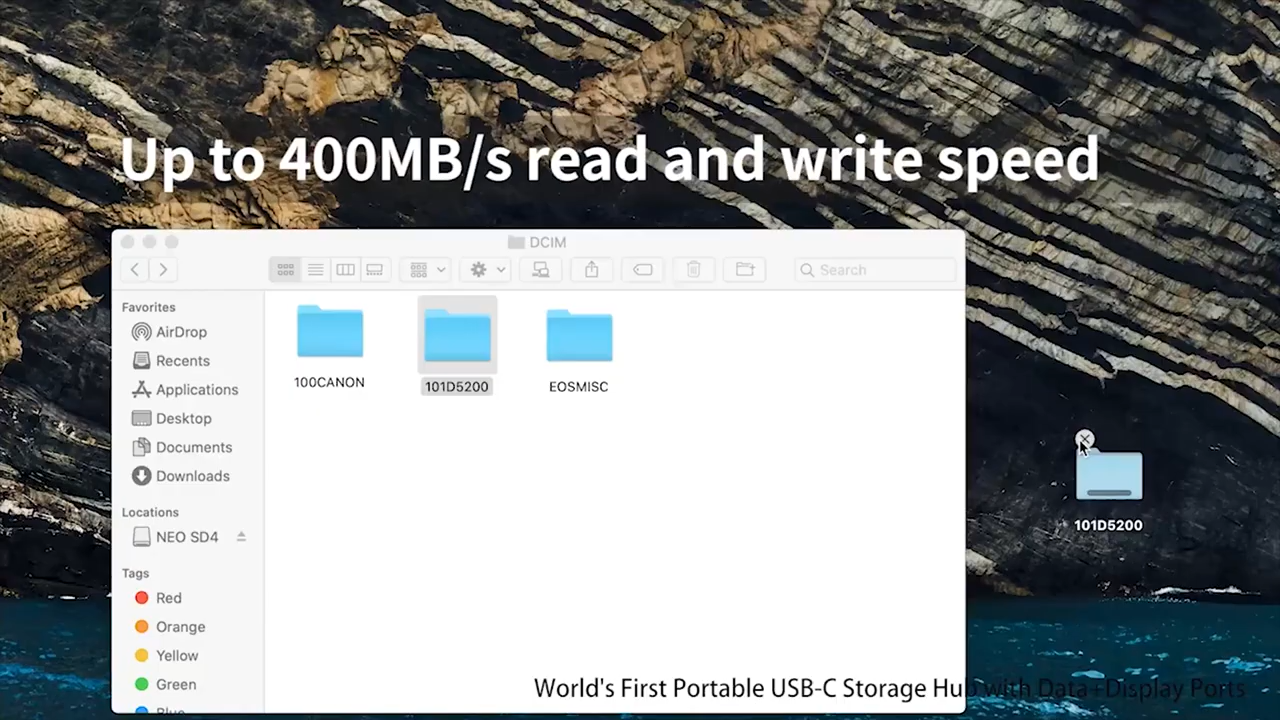 Up to 400MB/s read and write speed
DCIM
Search
Favorites
AirDrop
Recents
Applications
Desktop
Documents
Downloads
Locations
NEO SD4
Tags
Red
Orange
Yellow
Green
Blue
100CANON
101D5200
EOSMISC
101D5200
World's First Portable USB-C Storage Hub with Data+Display Ports